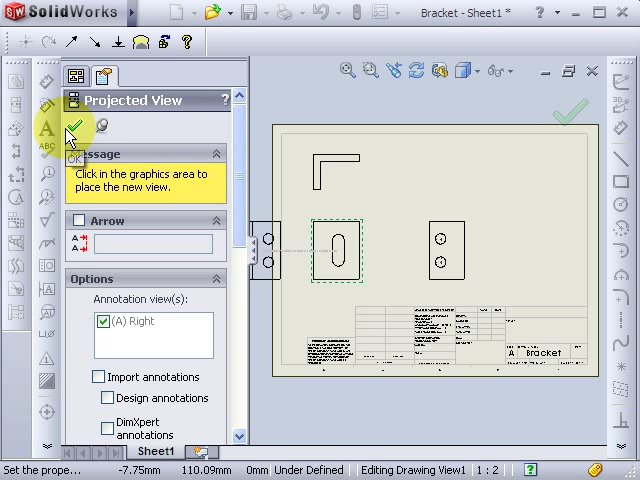 SolidWorks
Bracket - Sheet1 *
?
Projected View
?
OK
Message
Click in the graphics area to
place the new view.
Arrow
Options
Annotation view(s):
(A) Right
Import annotations
Design annotations
DimXpert
annotations
A
ABC
A Bracket
Sheet1
Set the prope...
-7.75mm
110.09mm
0mm
Under Defined
Editing Drawing View1
1 : 2
?